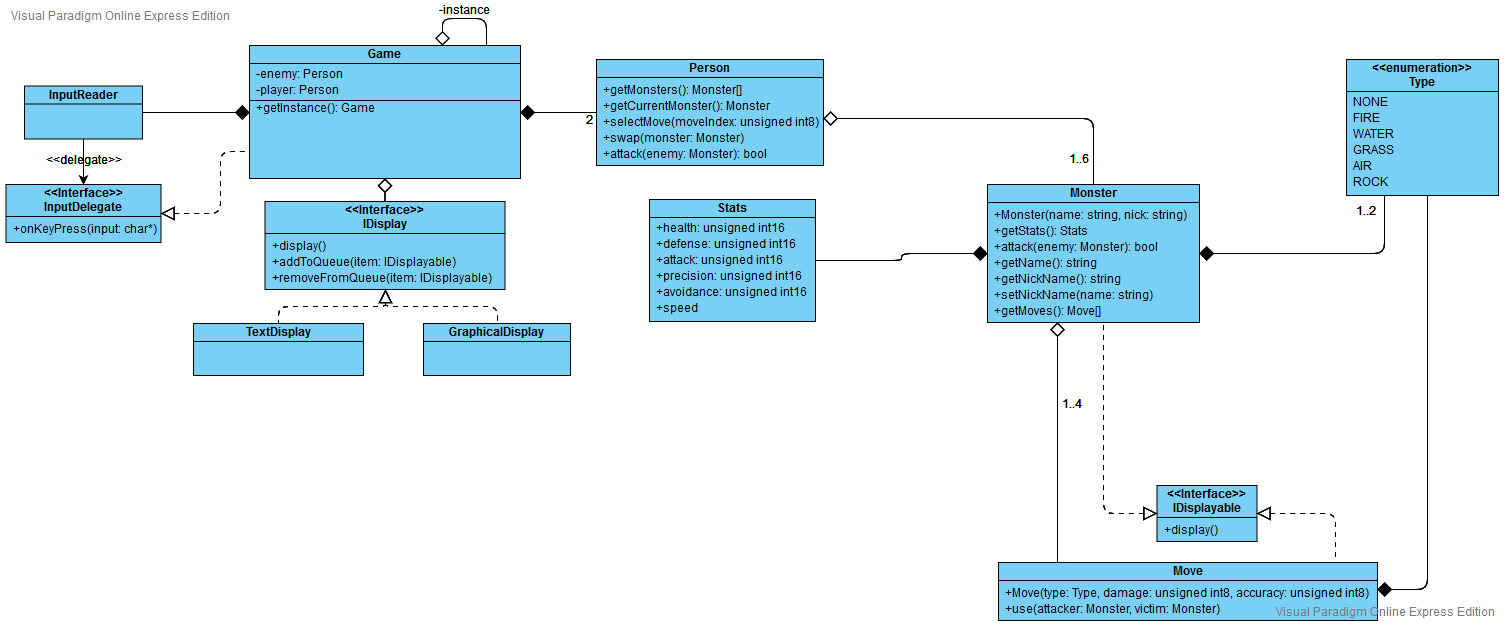 Visual Paradigm Online Express Edition
-instance
Game
-enemy: Person
-player: Person
+getInstance(): Game
InputReader
<<delegate>>
<<Interface>>
InputDelegate
+onKeyPress(input: char*)
<<Interface>>
IDisplay
+display()
+addToQueue(item: IDisplayable)
+removeFromQueue(item: IDisplayable)
TextDisplay
GraphicalDisplay
2
Person
+getMonsters(): Monster[]
+getCurrentMonster(): Monster
+selectMove(moveIndex: unsigned int8)
+swap(monster: Monster)
+attack(enemy: Monster): bool
1..6
Stats
+health: unsigned int16
+defense: unsigned int16
+attack: unsigned int16
+precision: unsigned int16
+avoidance: unsigned int16
+speed
Monster
+Monster(name: string, nick: string)
+getStats(): Stats
+attack(enemy: Monster): bool
+getName(): string
+getNickName(): string
+setNickName(name: string)
+getMoves(): Move[]
<<enumeration>>
Type
NONE
FIRE
WATER
GRASS
AIR
ROCK
1..2
1..4
<<Interface>>
IDisplayable
+display()
Move
+Move(type: Type, damage: unsigned int8, accuracy: unsigned int8)
+use(attacker: Monster, victim: Monster)
Visual Paradigm Online Express Edition